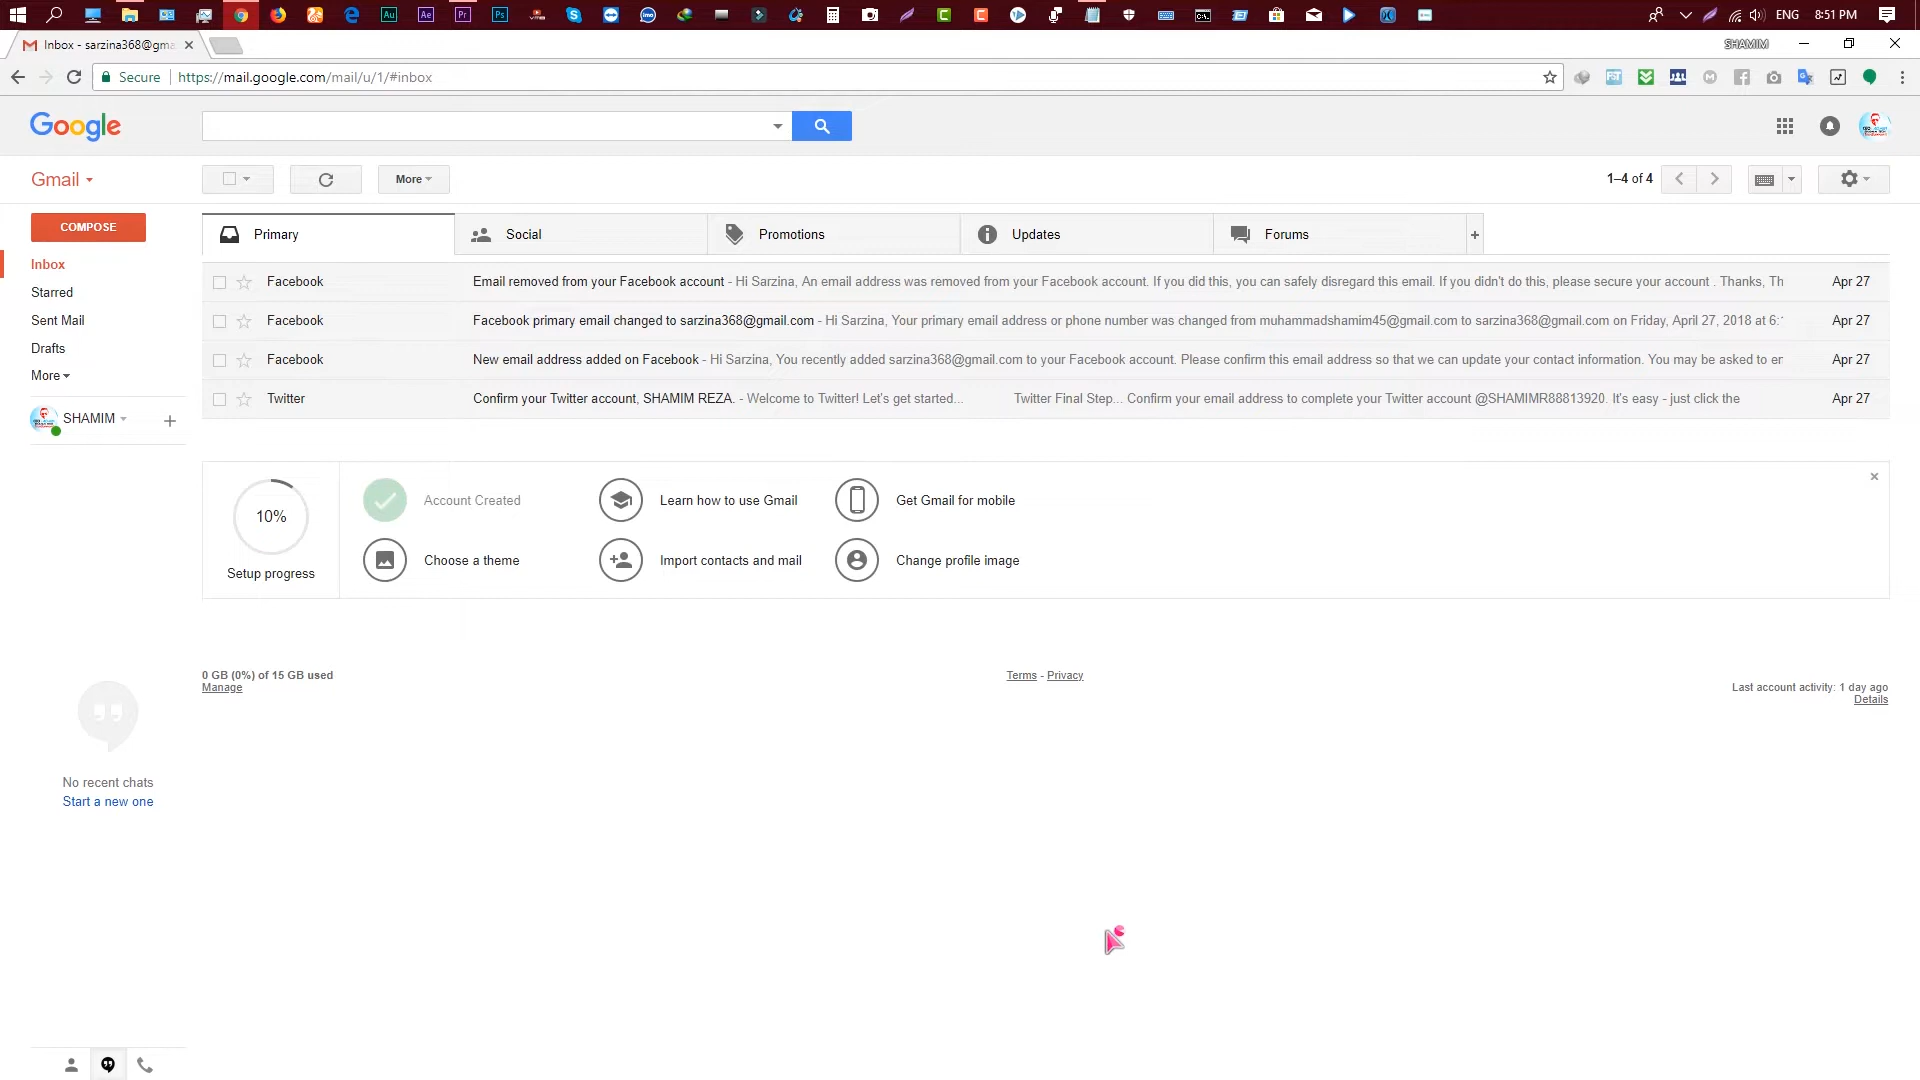 ENG
8:51 PM
Inbox - sarzina368@gma
SHAMIM
Secure
https://mail.google.com/mail/u/1/#inbox
Google
Gmail
More
1–4 of 4
COMPOSE
Primary
Social
Promotions
Updates
Forums
Inbox
Starred
Sent Mail
Drafts
More
SHAMIM
Facebook
Email removed from your Facebook account - Hi Sarzina, An email address was removed from your Facebook account. If you did this, you can safely disregard this email. If you didn't do this, please secure your account . Thanks, Th
Apr 27
Facebook
Facebook primary email changed to sarzina368@gmail.com - Hi Sarzina, Your primary email address or phone number was changed from muhammadshamim45@gmail.com to sarzina368@gmail.com on Friday, April 27, 2018 at 6:
Apr 27
Facebook
New email address added on Facebook - Hi Sarzina, You recently added sarzina368@gmail.com to your Facebook account. Please confirm this email address so that we can update your contact information. You may be asked to er
Apr 27
Twitter
Confirm your Twitter account, SHAMIM REZA. - Welcome to Twitter! Let's get started... Twitter Final Step... Confirm your email address to complete your Twitter account @SHAMIMR88813920. It's easy - just click the
Apr 27
10%
Setup progress
Account Created
Learn how to use Gmail
Get Gmail for mobile
Choose a theme
Import contacts and mail
Change profile image
0 GB (0%) of 15 GB used
Manage
Terms - Privacy
Last account activity: 1 day ago
Details
No recent chats
Start a new one